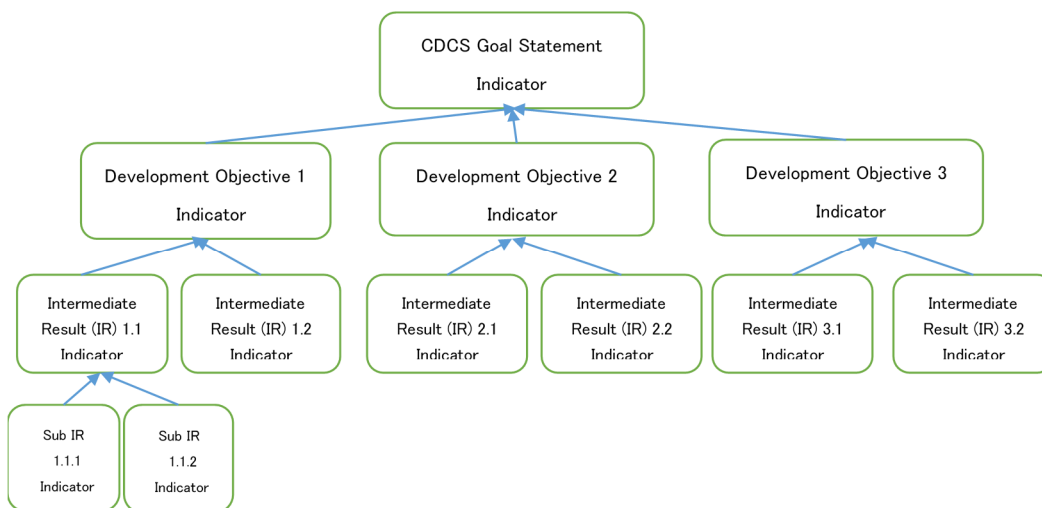 CDCS Goal Statement
Indicator
Development Objective 1
Indicator
Development Objective 2
Indicator
Development Objective 3
Indicator
Intermediate
Result (IR) 1.1
Indicator
Intermediate
Result (IR) 1.2
Indicator
Intermediate
Result (IR) 2.1
Indicator
Intermediate
Result (IR) 2.2
Indicator
Intermediate
Result (IR) 3.1
Indicator
Intermediate
Result (IR) 3.2
Indicator
Sub IR
1.1.1
Indicator
Sub IR
1.1.2
Indicator